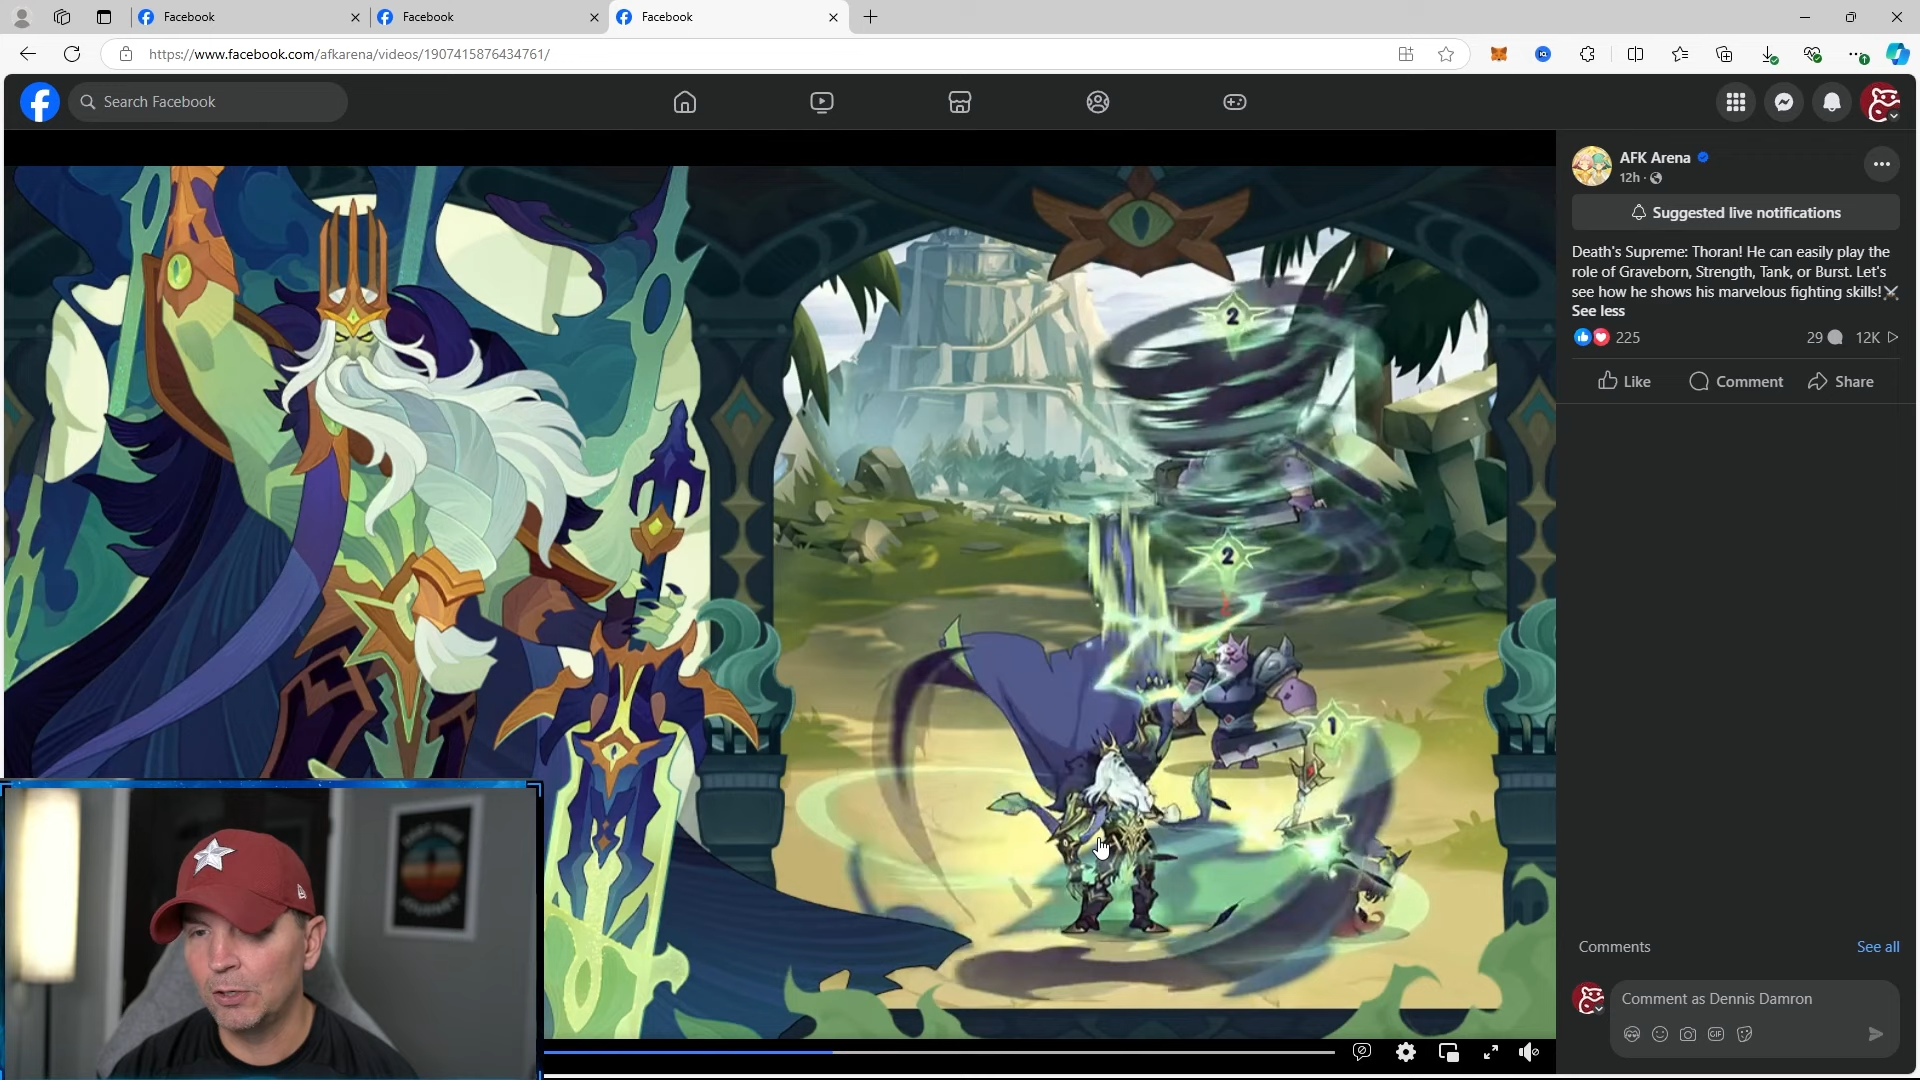 Facebook
Facebook
Facebook
https://www.facebook.com/afkarena/videos/1907415876434761/
Search Facebook
AFK Arena
12h ·
Suggested live notifications
Death's Supreme: Thoran! He can easily play the
role of Graveborn, Strength, Tank, or Burst. Let's
see how he shows his marvelous fighting skills!⚔
See less
225
29
12K
Like
Comment
Share
2
2
1
Comments
See all
Comment as Dennis Damron
GIF